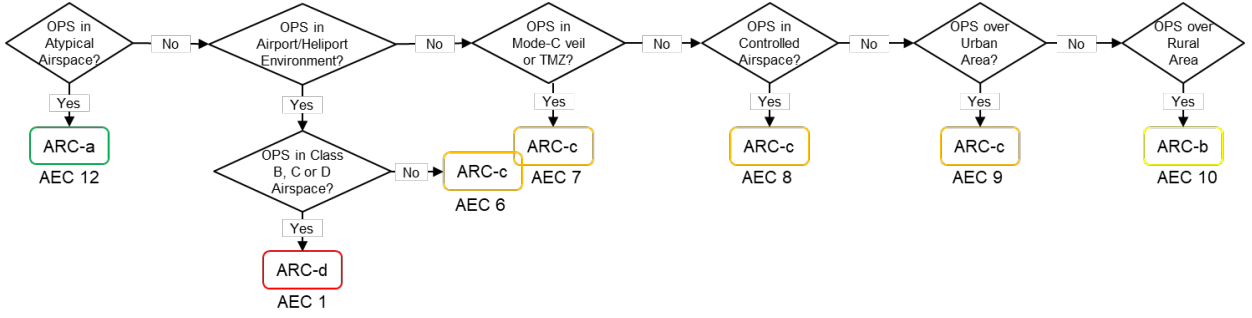 OPS in
Atypical
Airspace?
No
OPS in
Airport/Heliport
Environment?
No
OPS in
Mode-C veil
or TMZ?
No
OPS in
Controlled
Airspace?
No
OPS over
Urban
Area?
No
OPS over
Rural
Area
Yes
Yes
Yes
Yes
Yes
Yes
ARC-a
AEC 12
OPS in Class
B, C or D
Airspace?
No
ARC-c
AEC 6
ARC-c
AEC 7
ARC-c
AEC 8
ARC-c
AEC 9
ARC-b
AEC 10
Yes
ARC-d
AEC 1